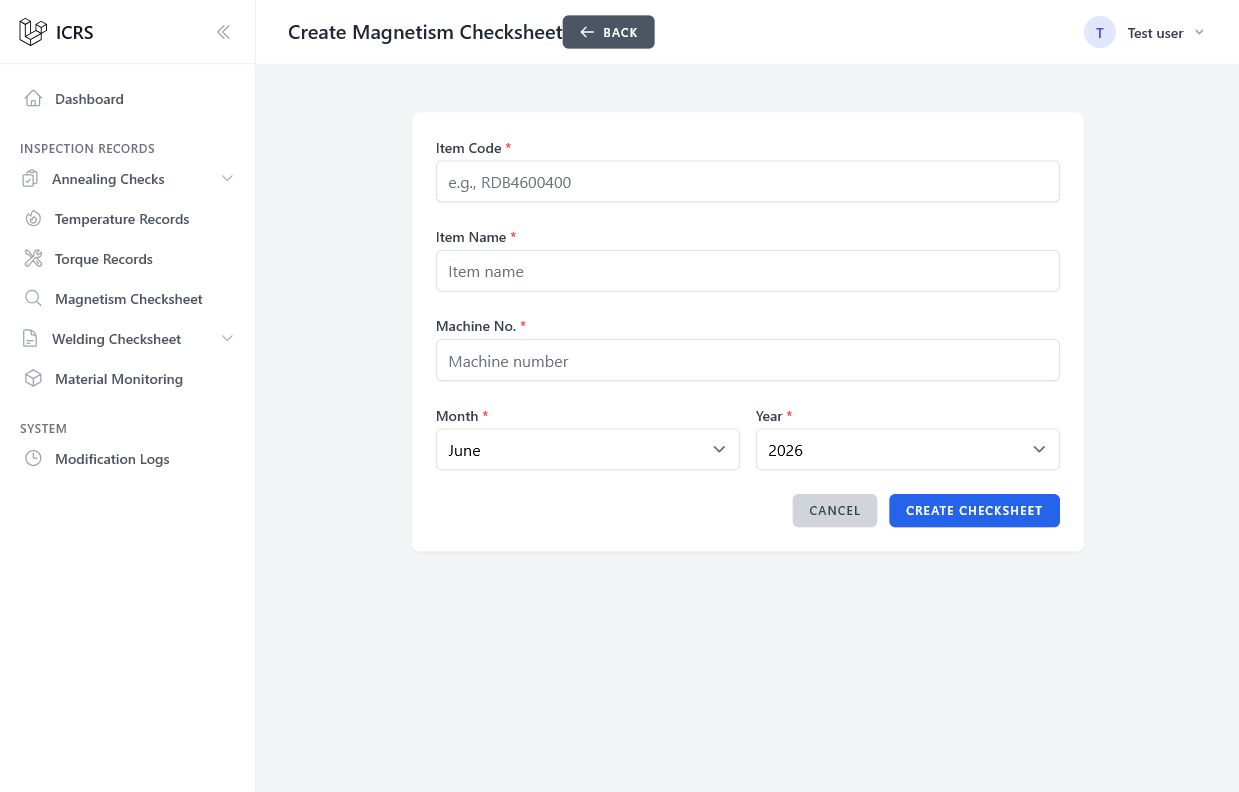 ICRS
Create Magnetism Checksheet
BACK
T
Test user
Dashboard
INSPECTION RECORDS
Annealing Checks
Temperature Records
Torque Records
Magnetism Checksheet
Welding Checksheet
Material Monitoring
SYSTEM
Modification Logs
Item Code *
e.g., RDB4600400
Item Name *
Item name
Machine No. *
Machine number
Month *
Year *
June
2026
CANCEL
CREATE CHECKSHEET